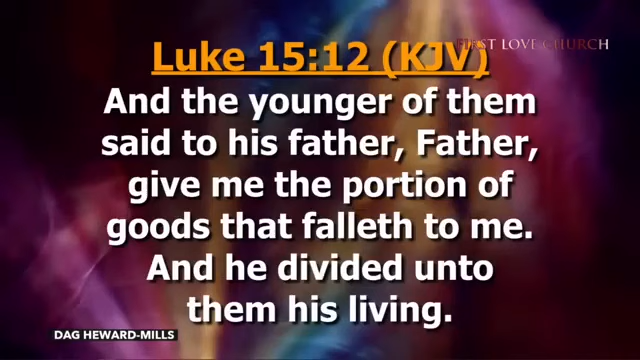 FIRST LOVE CHURCH
Luke 15:12 (KJV)
And the younger of them
said to his father, Father,
give me the portion of
goods that falleth to me.
And he divided unto
them his living.
DAG HEWARD-MILLS